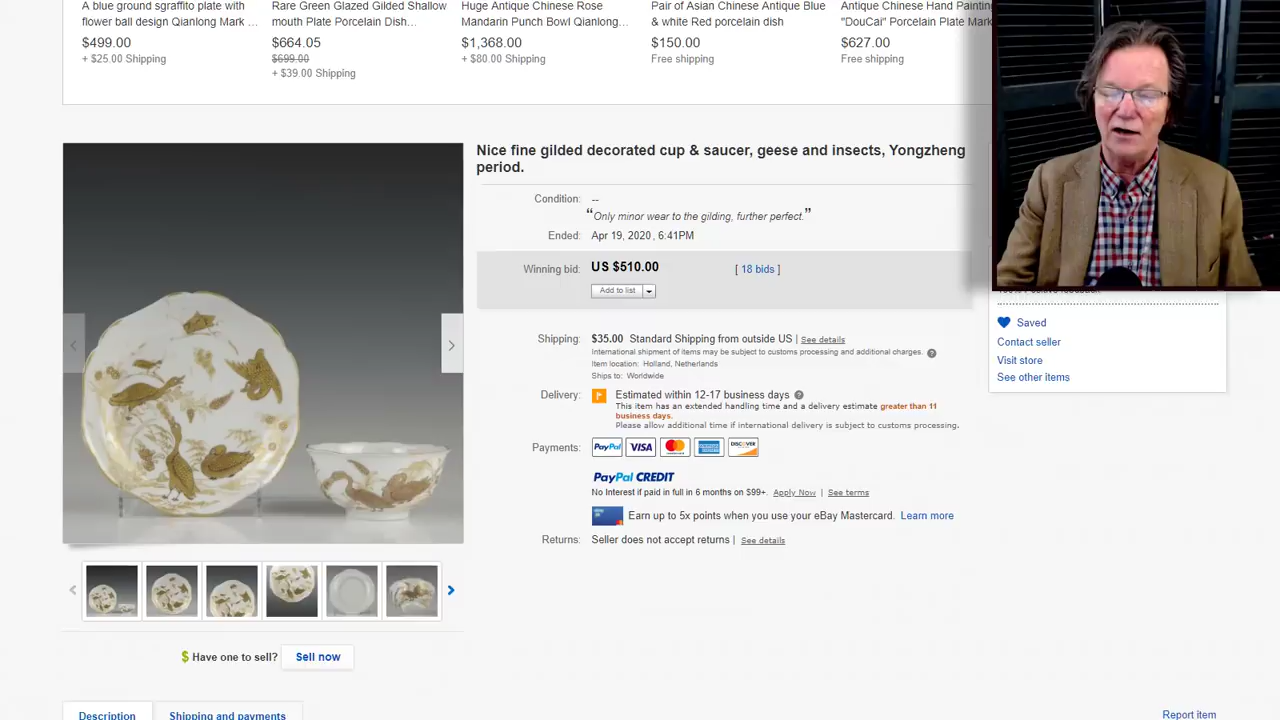 A blue ground sgraffito plate with
flower ball design Qianlong Mark ...
$499.00
+ $25.00 Shipping
Rare Green Glazed Gilded Shallow
mouth Plate Porcelain Dish...
$664.05
$699.00
+ $39.00 Shipping
Huge Antique Chinese Rose
Mandarin Punch Bowl Qianlong...
$1,368.00
+ $80.00 Shipping
Pair of Asian Chinese Antique Blue
& white Red porcelain dish
$150.00
Free shipping
Antique Chinese Hand Painting
"DouCai" Porcelain Plate Mark
$627.00
Free shipping
Nice fine gilded decorated cup & saucer, geese and insects, Yongzheng
period.
Condition: --
“Only minor wear to the gilding, further perfect.”
Ended: Apr 19, 2020 , 6:41PM
Winning bid: US $510.00 [ 18 bids ]
Add to list
Shipping: $35.00 Standard Shipping from outside US | See details
International shipment of items may be subject to customs processing and additional charges. ?
Item location: Holland, Netherlands
Ships to: Worldwide
Delivery: Estimated within 12-17 business days ?
This item has an extended handling time and a delivery estimate greater than 11
business days.
Please allow additional time if international delivery is subject to customs processing.
Payments: PayPal VISA MasterCard AMERICAN EXPRESS DISCOVER
PayPal CREDIT
No Interest if paid in full in 6 months on $99+. Apply Now | See terms
Earn up to 5x points when you use your eBay Mastercard. Learn more
Returns: Seller does not accept returns | See details
Saved
Contact seller
Visit store
See other items
$ Have one to sell? Sell now
Description
Shipping and payments
Report item